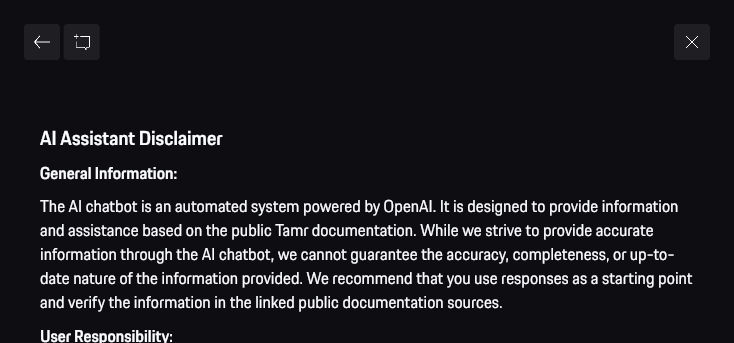 AI Assistant Disclaimer
General Information:
The AI chatbot is an automated system powered by OpenAI. It is designed to provide information
and assistance based on the public Tamr documentation. While we strive to provide accurate
information through the AI chatbot, we cannot guarantee the accuracy, completeness, or up-to-
date nature of the information provided. We recommend that you use responses as a starting point
and verify the information in the linked public documentation sources.
User Responsibility: